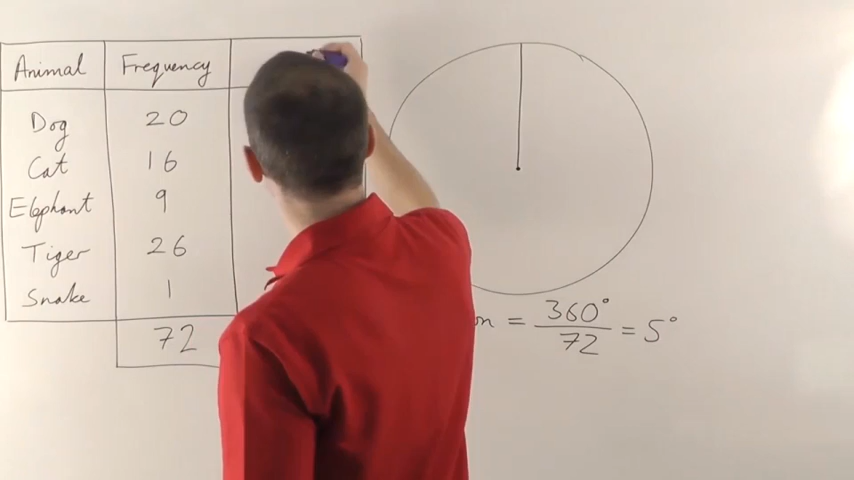 Animal Frequency
Dog 20
Cat 16
Elephant 9
Tiger 26
Snake 1
72
= 360° / 72 = 5°